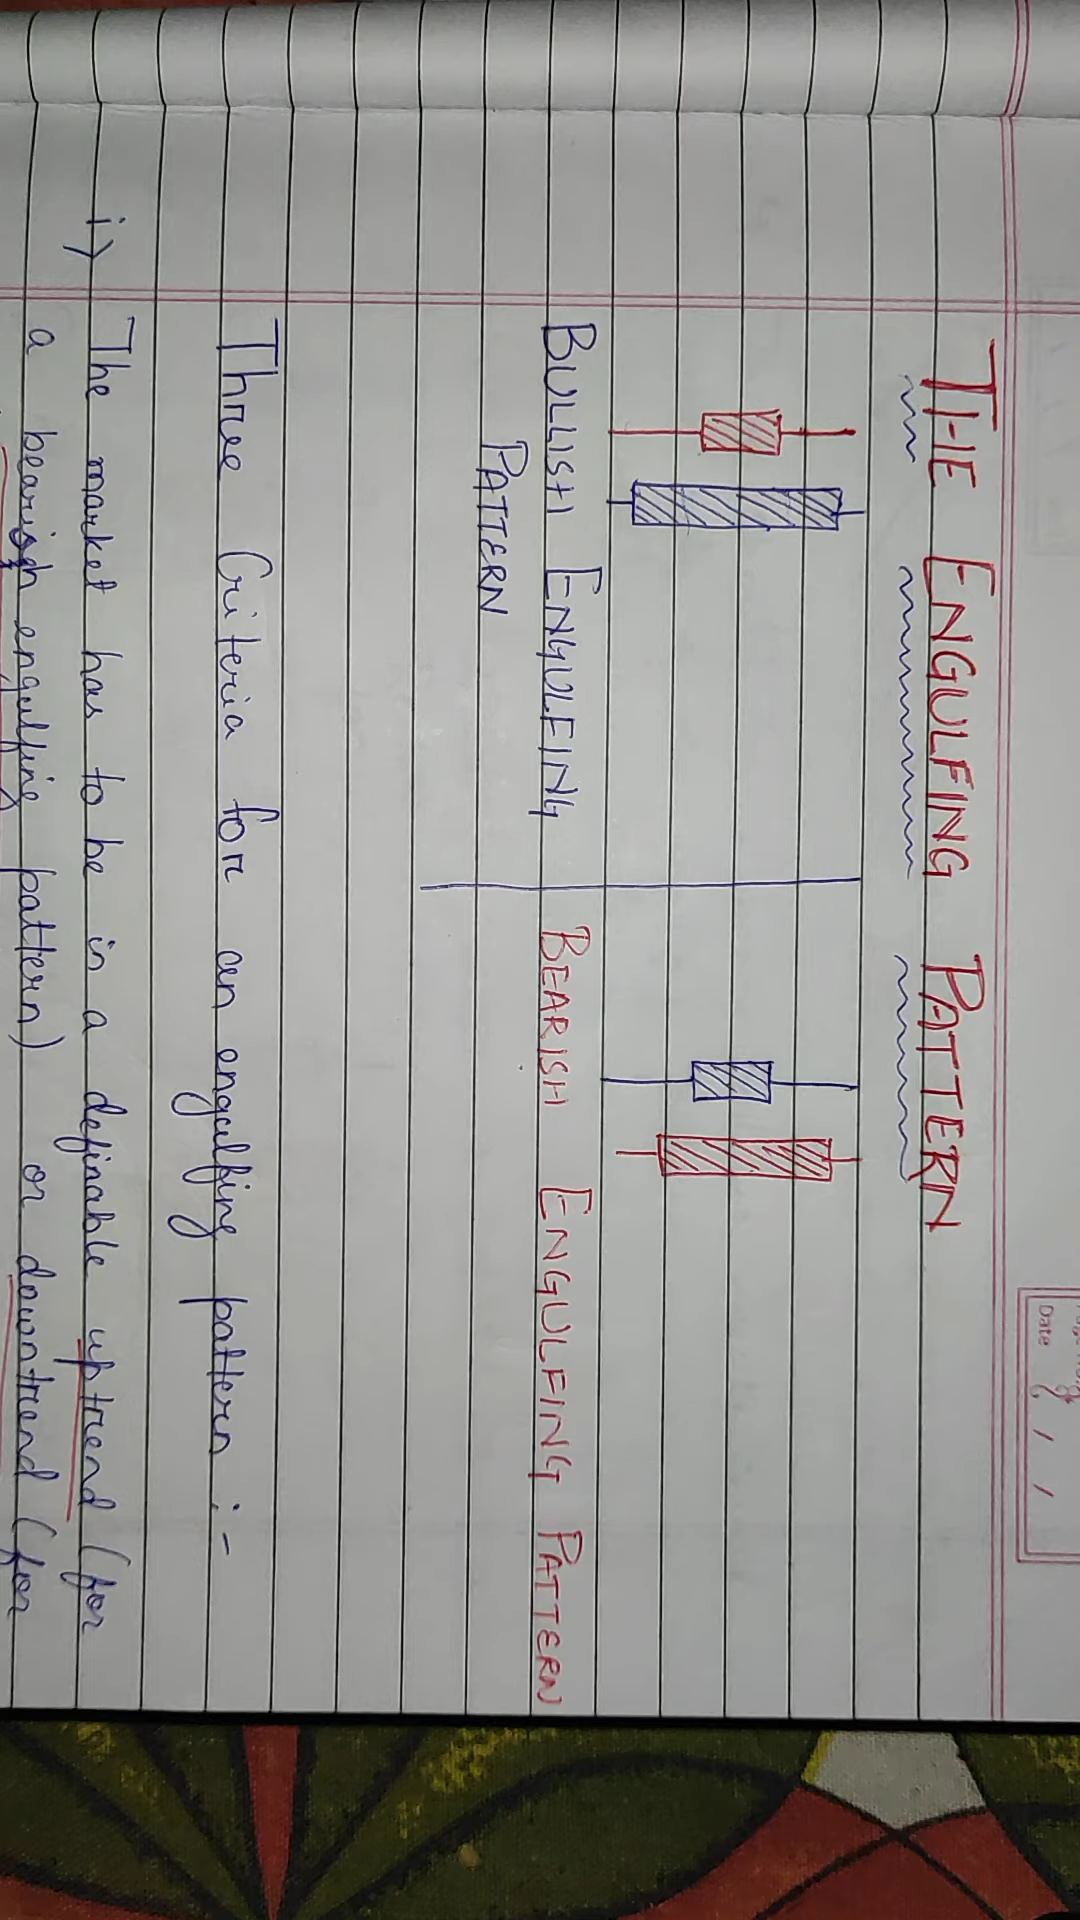 Date / /
THE ENGULFING PATTERN
BULLISH ENGULFING
PATTERN
BEARISH ENGULFING PATTERN
Three Criteria for an engulfing pattern :-
i) The market has to be in a definable uptrend (for
a bearish engulfing pattern) or downtrend (for